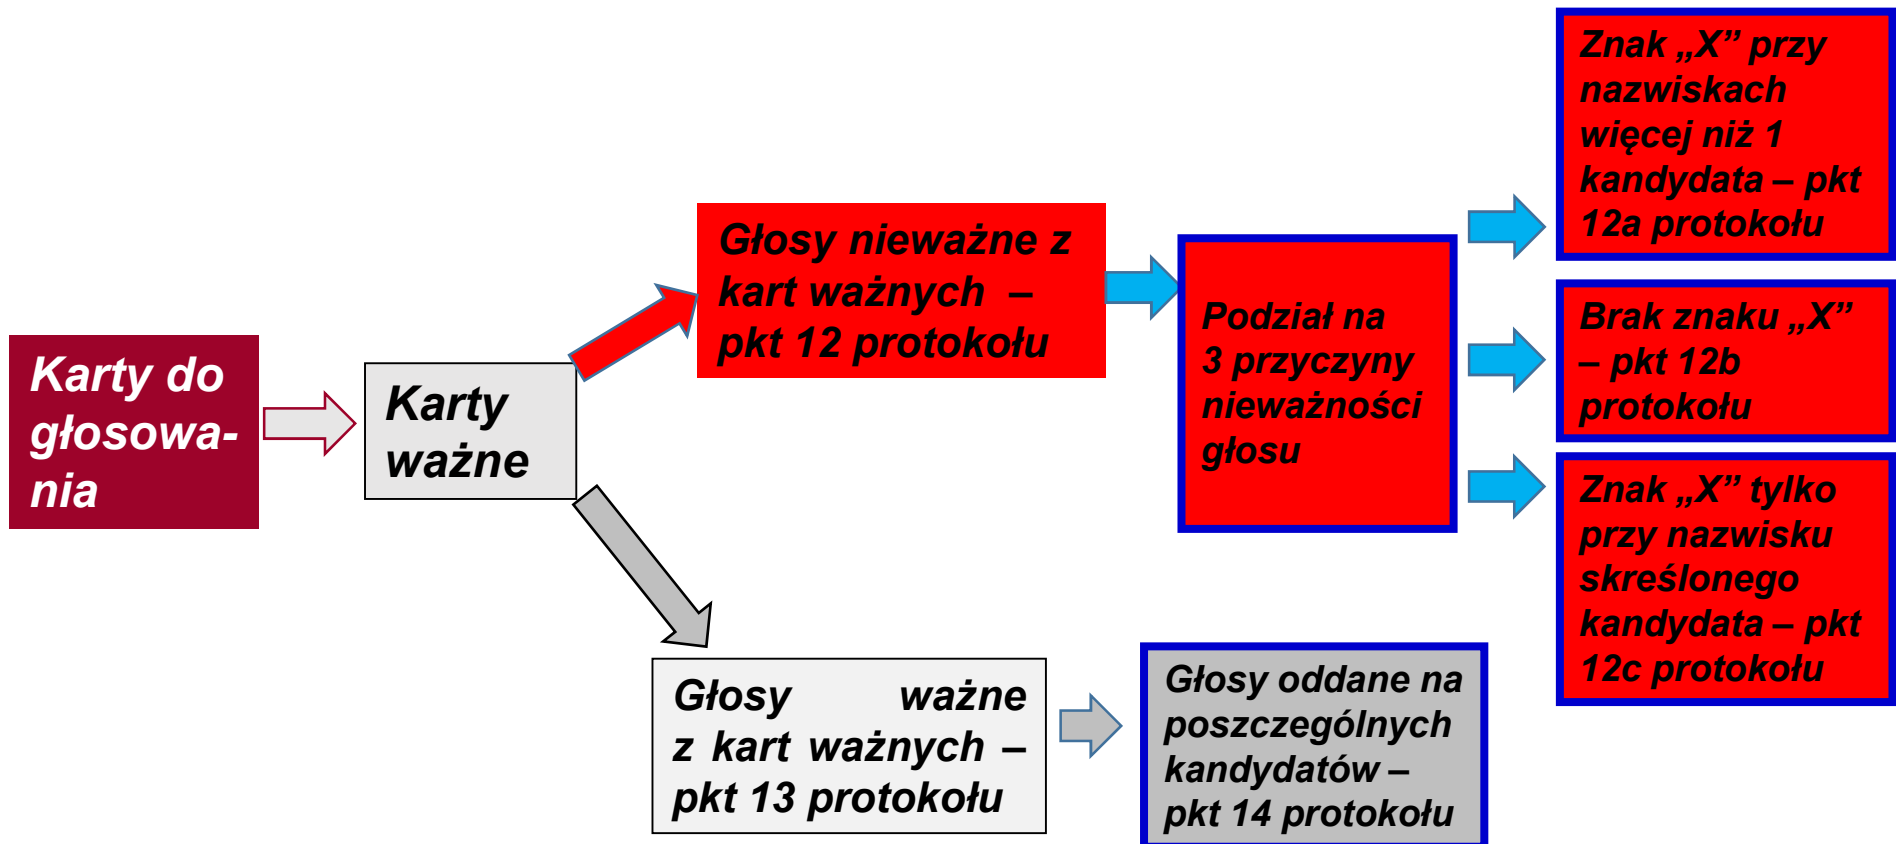 Karty do
głosowa-
nia
Karty
ważne
Głosy nieważne z
kart ważnych –
pkt 12 protokołu
Podział na
3 przyczyny
nieważności
głosu
Znak „X” przy
nazwiskach
więcej niż 1
kandydata – pkt
12a protokołu
Brak znaku „X”
– pkt 12b
protokołu
Znak „X” tylko
przy nazwisku
skreślonego
kandydata – pkt
12c protokołu
Głosy ważne
z kart ważnych –
pkt 13 protokołu
Głosy oddane na
poszczególnych
kandydatów –
pkt 14 protokołu